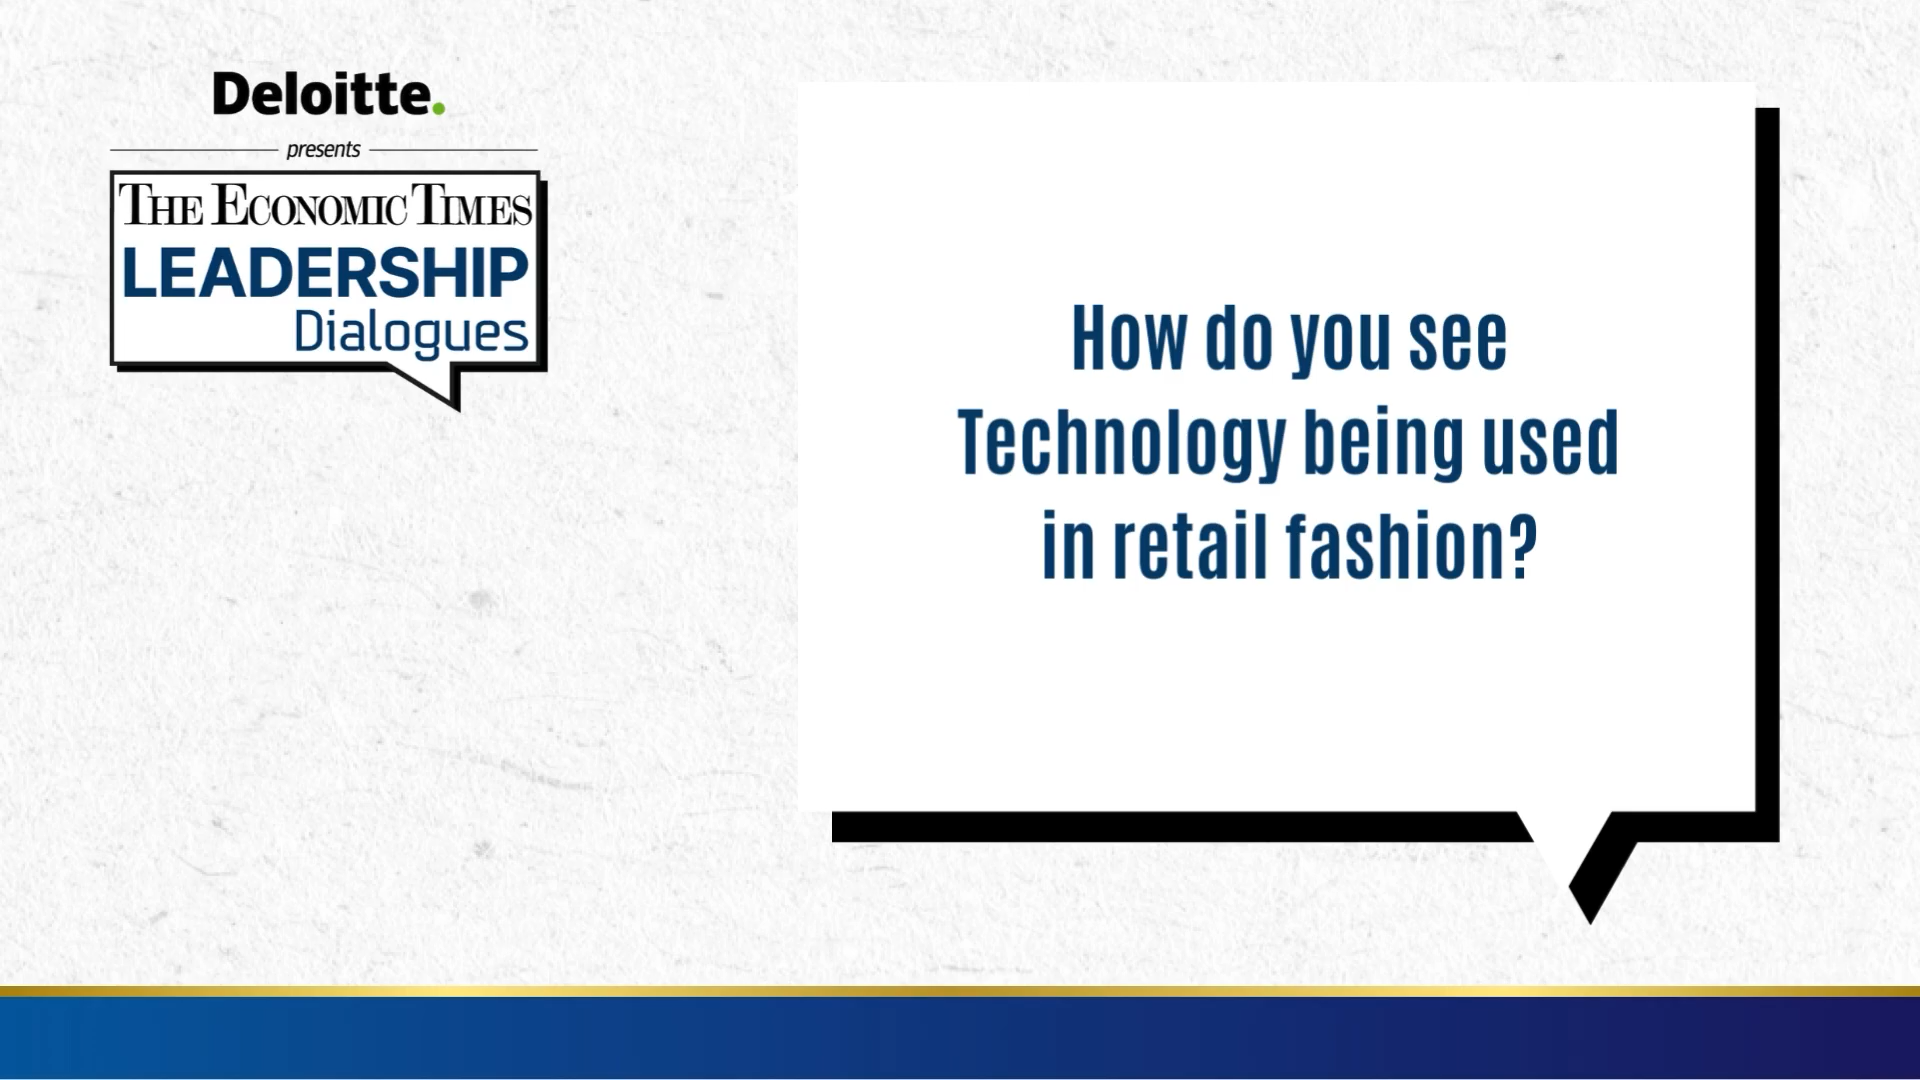 Deloitte.
presents
THE ECONOMIC TIMES
LEADERSHIP
Dialogues
How do you see
Technology being used
in retail fashion?